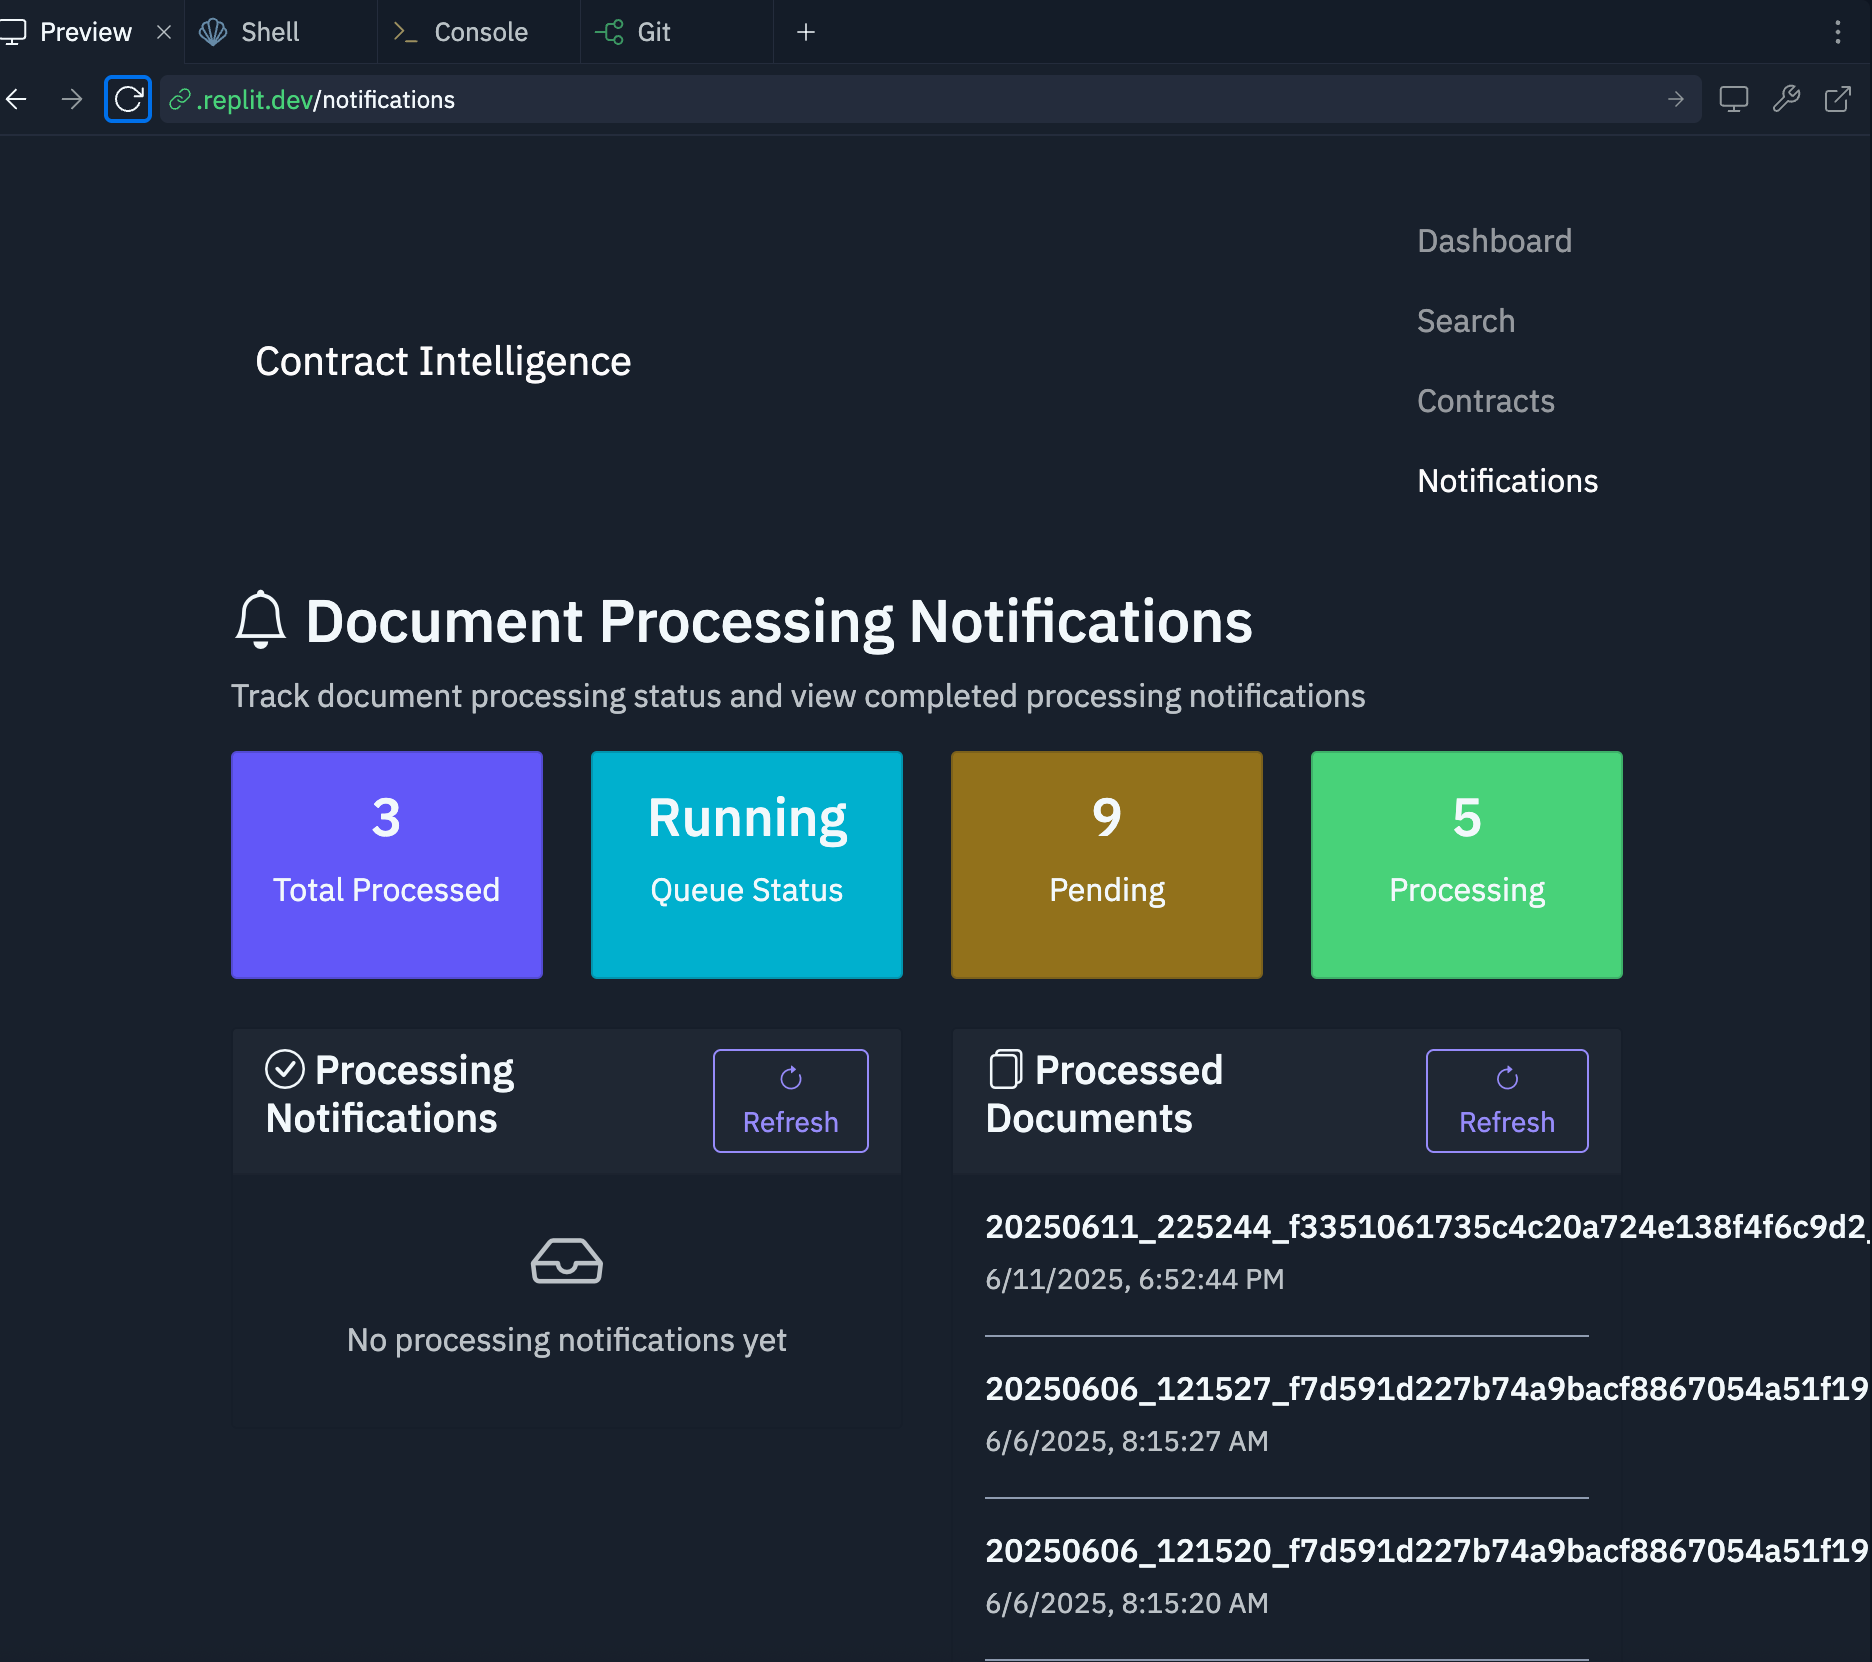 Preview
Shell
Console
Git
.replit.dev/notifications
Dashboard
Search
Contract Intelligence
Contracts
Notifications
Document Processing Notifications
Track document processing status and view completed processing notifications
3
Total Processed
Running
Queue Status
9
Pending
5
Processing
Processing
Notifications
Refresh
No processing notifications yet
Processed
Documents
Refresh
20250611_225244_f3351061735c4c20a724e138f4f6c9d2_
6/11/2025, 6:52:44 PM
20250606_121527_f7d591d227b74a9bacf8867054a51f19
6/6/2025, 8:15:27 AM
20250606_121520_f7d591d227b74a9bacf8867054a51f19
6/6/2025, 8:15:20 AM